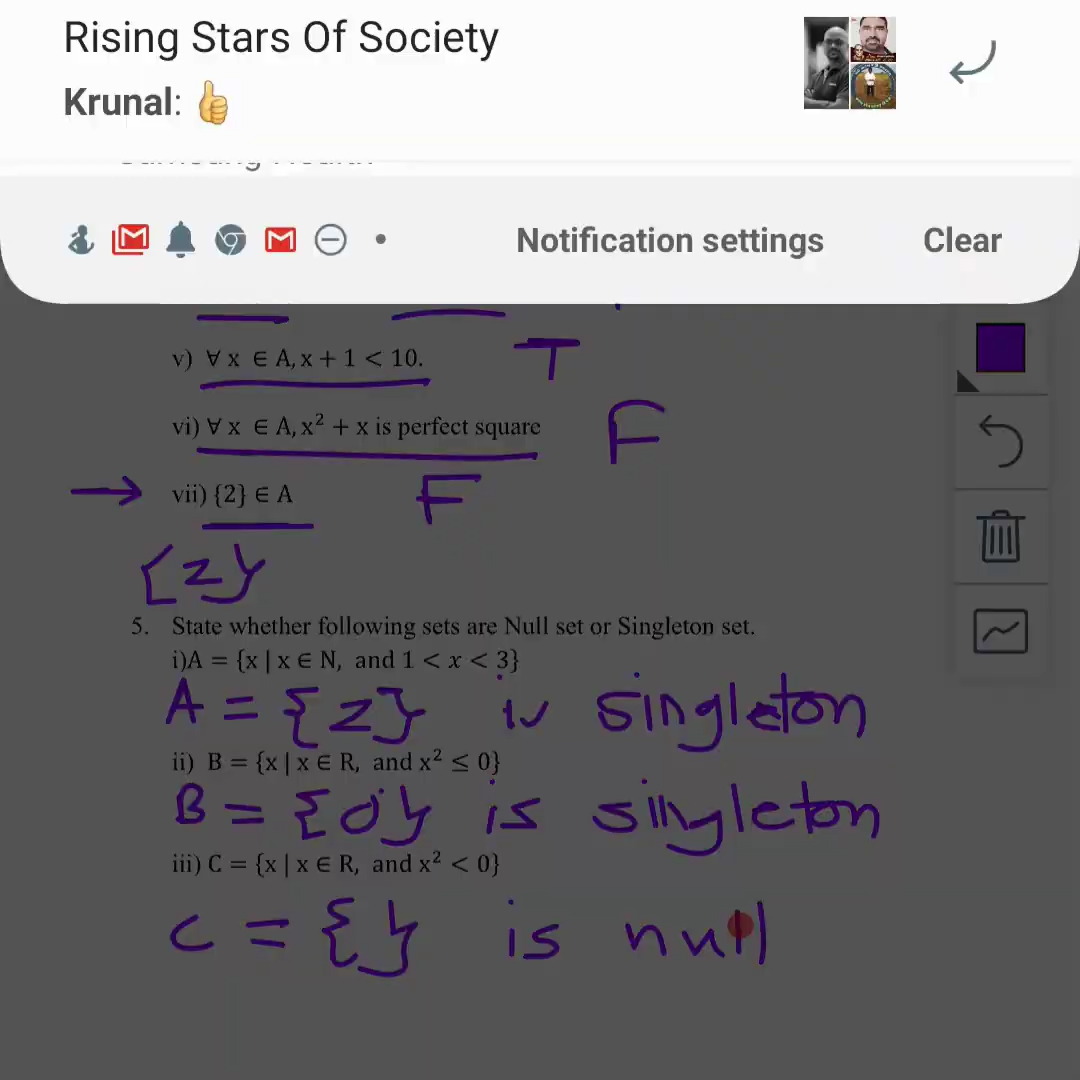 Rising Stars Of Society
Krunal: 👍
Notification settings Clear
v) ∀ x ∈ A, x + 1 < 10. T
vi) ∀ x ∈ A, x² + x is perfect square F
→ vii) {2} ∈ A F
{2}
5. State whether following sets are Null set or Singleton set.
i)A = {x | x ∈ N, and 1 < x < 3}
A = {2} is singleton
ii) B = {x | x ∈ R, and x² ≤ 0}
B = {0} is singleton
iii) C = {x | x ∈ R, and x² < 0}
C = { } is null